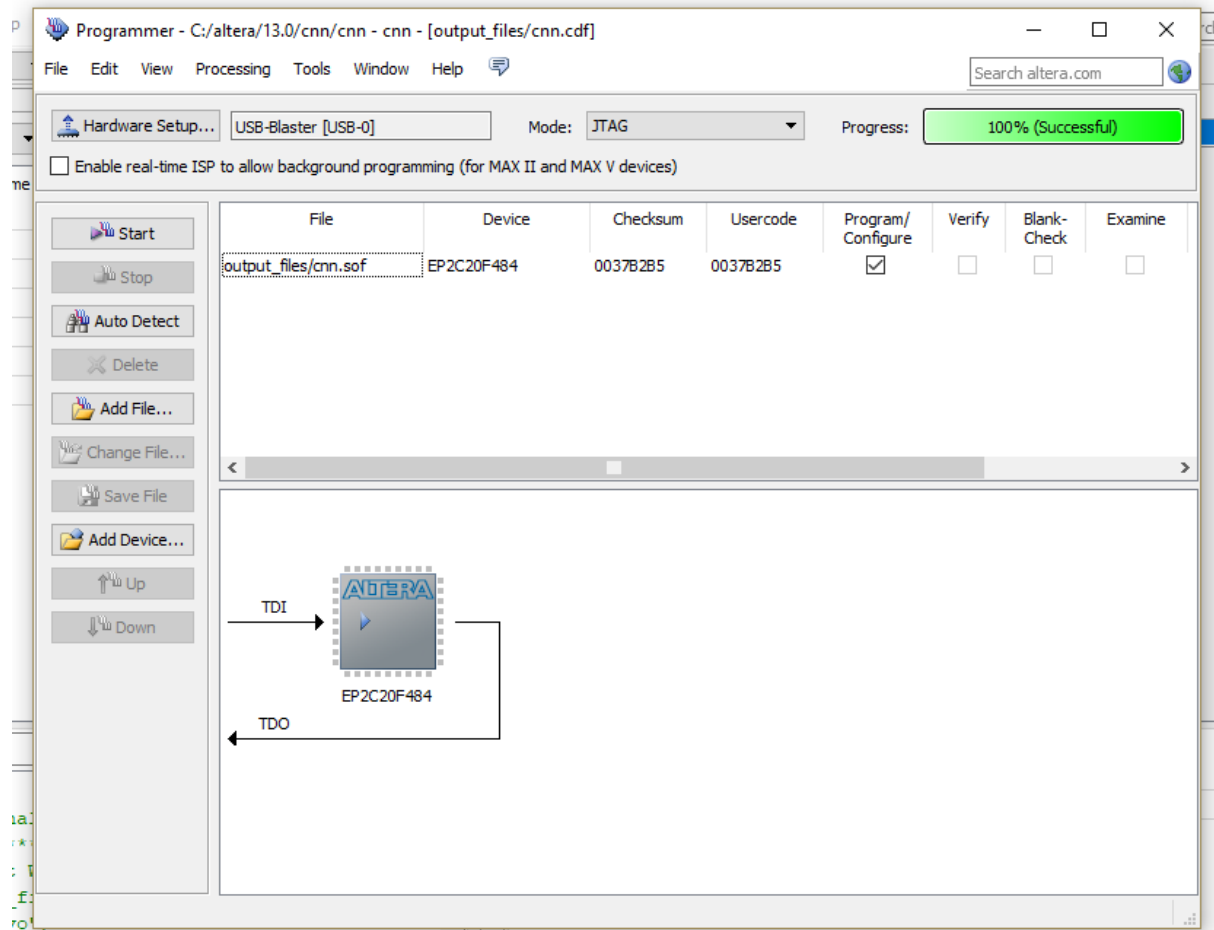 Programmer - C:/altera/13.0/cnn/cnn - cnn - [output_files/cnn.cdf]
File Edit View Processing Tools Window Help
Search altera.com
Hardware Setup... USB-Blaster [USB-0] Mode: JTAG Progress: 100% (Successful)
Enable real-time ISP to allow background programming (for MAX II and MAX V devices)
File Device Checksum Usercode Program/ Verify Blank- Examine
Configure Check
output_files/cnn.sof EP2C20F484 0037B2B5 0037B2B5
Start
Stop
Auto Detect
Delete
Add File...
Change File...
Save File
Add Device...
Up
Down
ALTERA
TDI
EP2C20F484
TDO